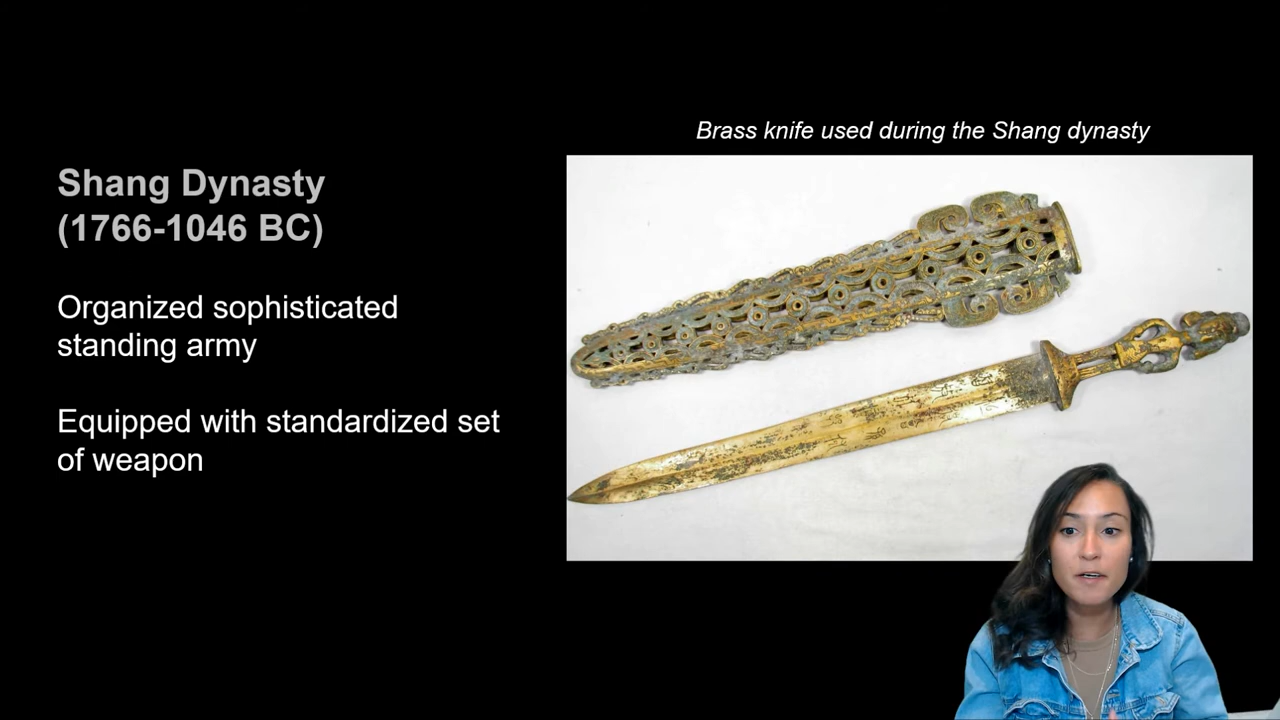 Brass knife used during the Shang dynasty
Shang Dynasty
(1766-1046 BC)
Organized sophisticated
standing army
Equipped with standardized set
of weapon